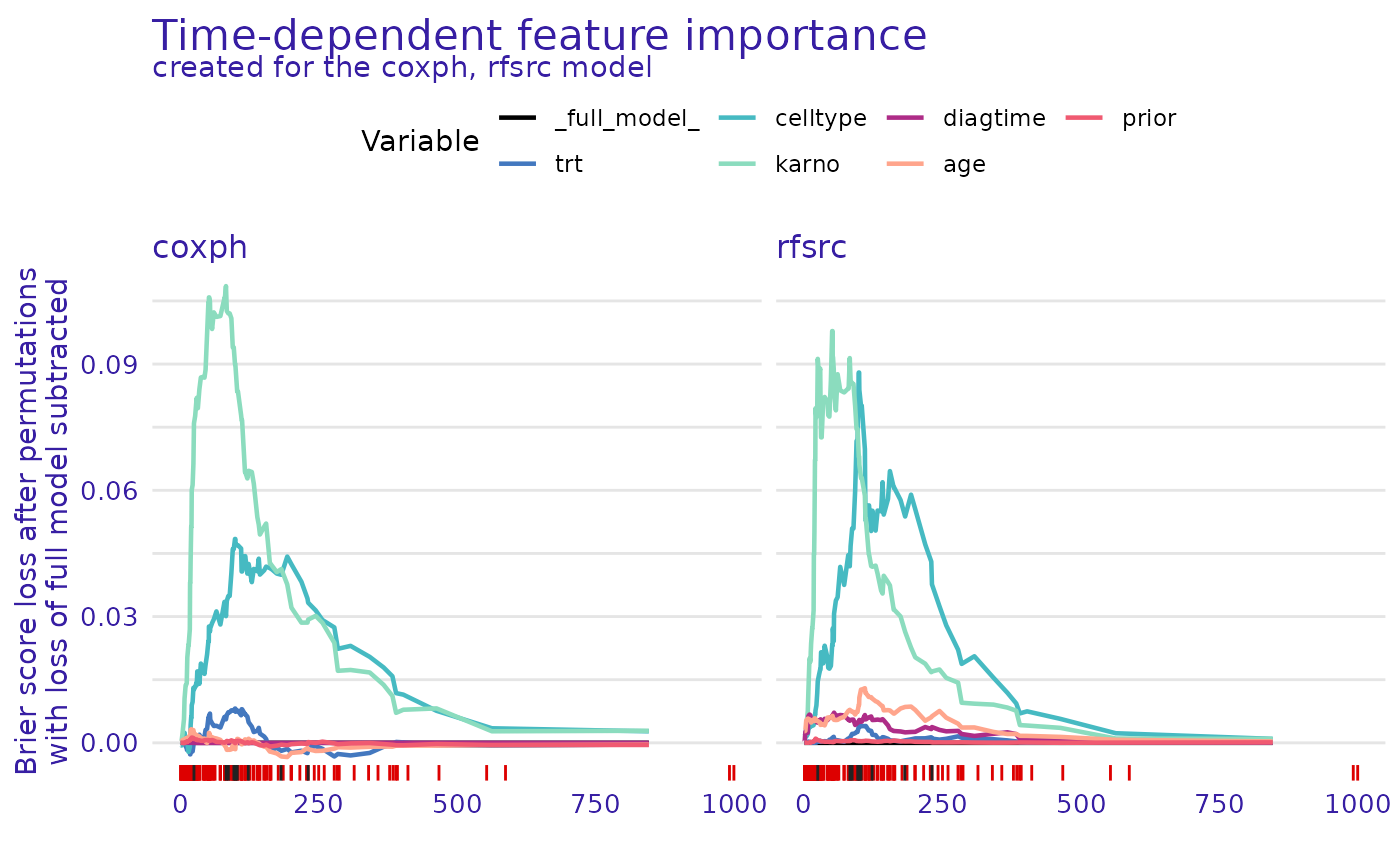 Time-dependent feature importance
created for the coxph, rfsrc model
Variable
_full_model_ celltype diagtime prior
trt karno age
coxph rfsrc
Brier score loss after permutations
with loss of full model subtracted
0.09
0.06
0.03
0.00
0 250 500 750 1000 0 250 500 750 1000